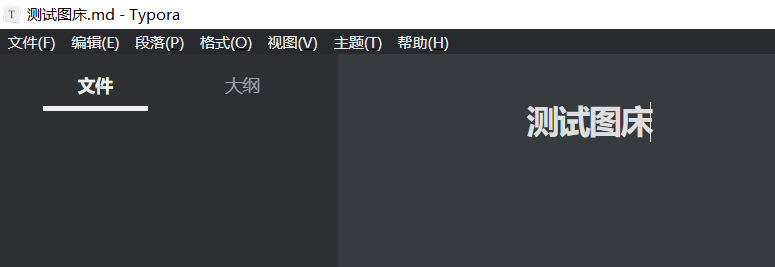 T 测试图床.md - Typora
文件(F) 编辑(E) 段落(P) 格式(O) 视图(V) 主题(T) 帮助(H)
文件 大纲
测试图床